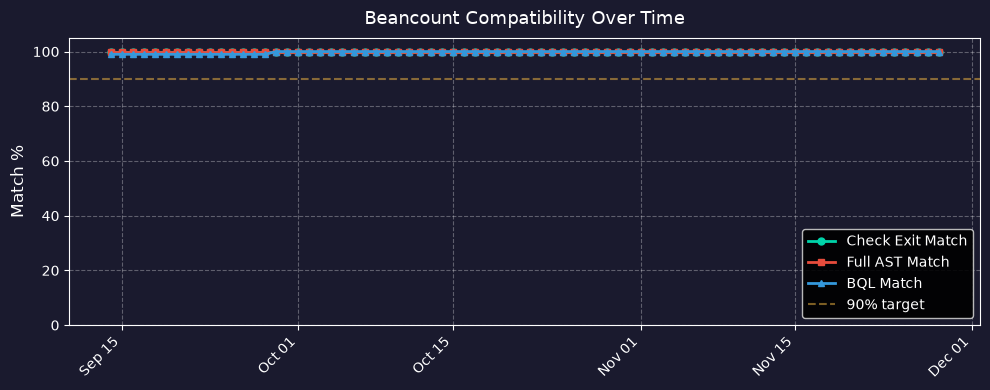 Beancount Compatibility Over Time
Match %
100
80
60
40
20
0
Check Exit Match
Full AST Match
BQL Match
90% target
Sep 15
Oct 01
Oct 15
Nov 01
Nov 15
Dec 01